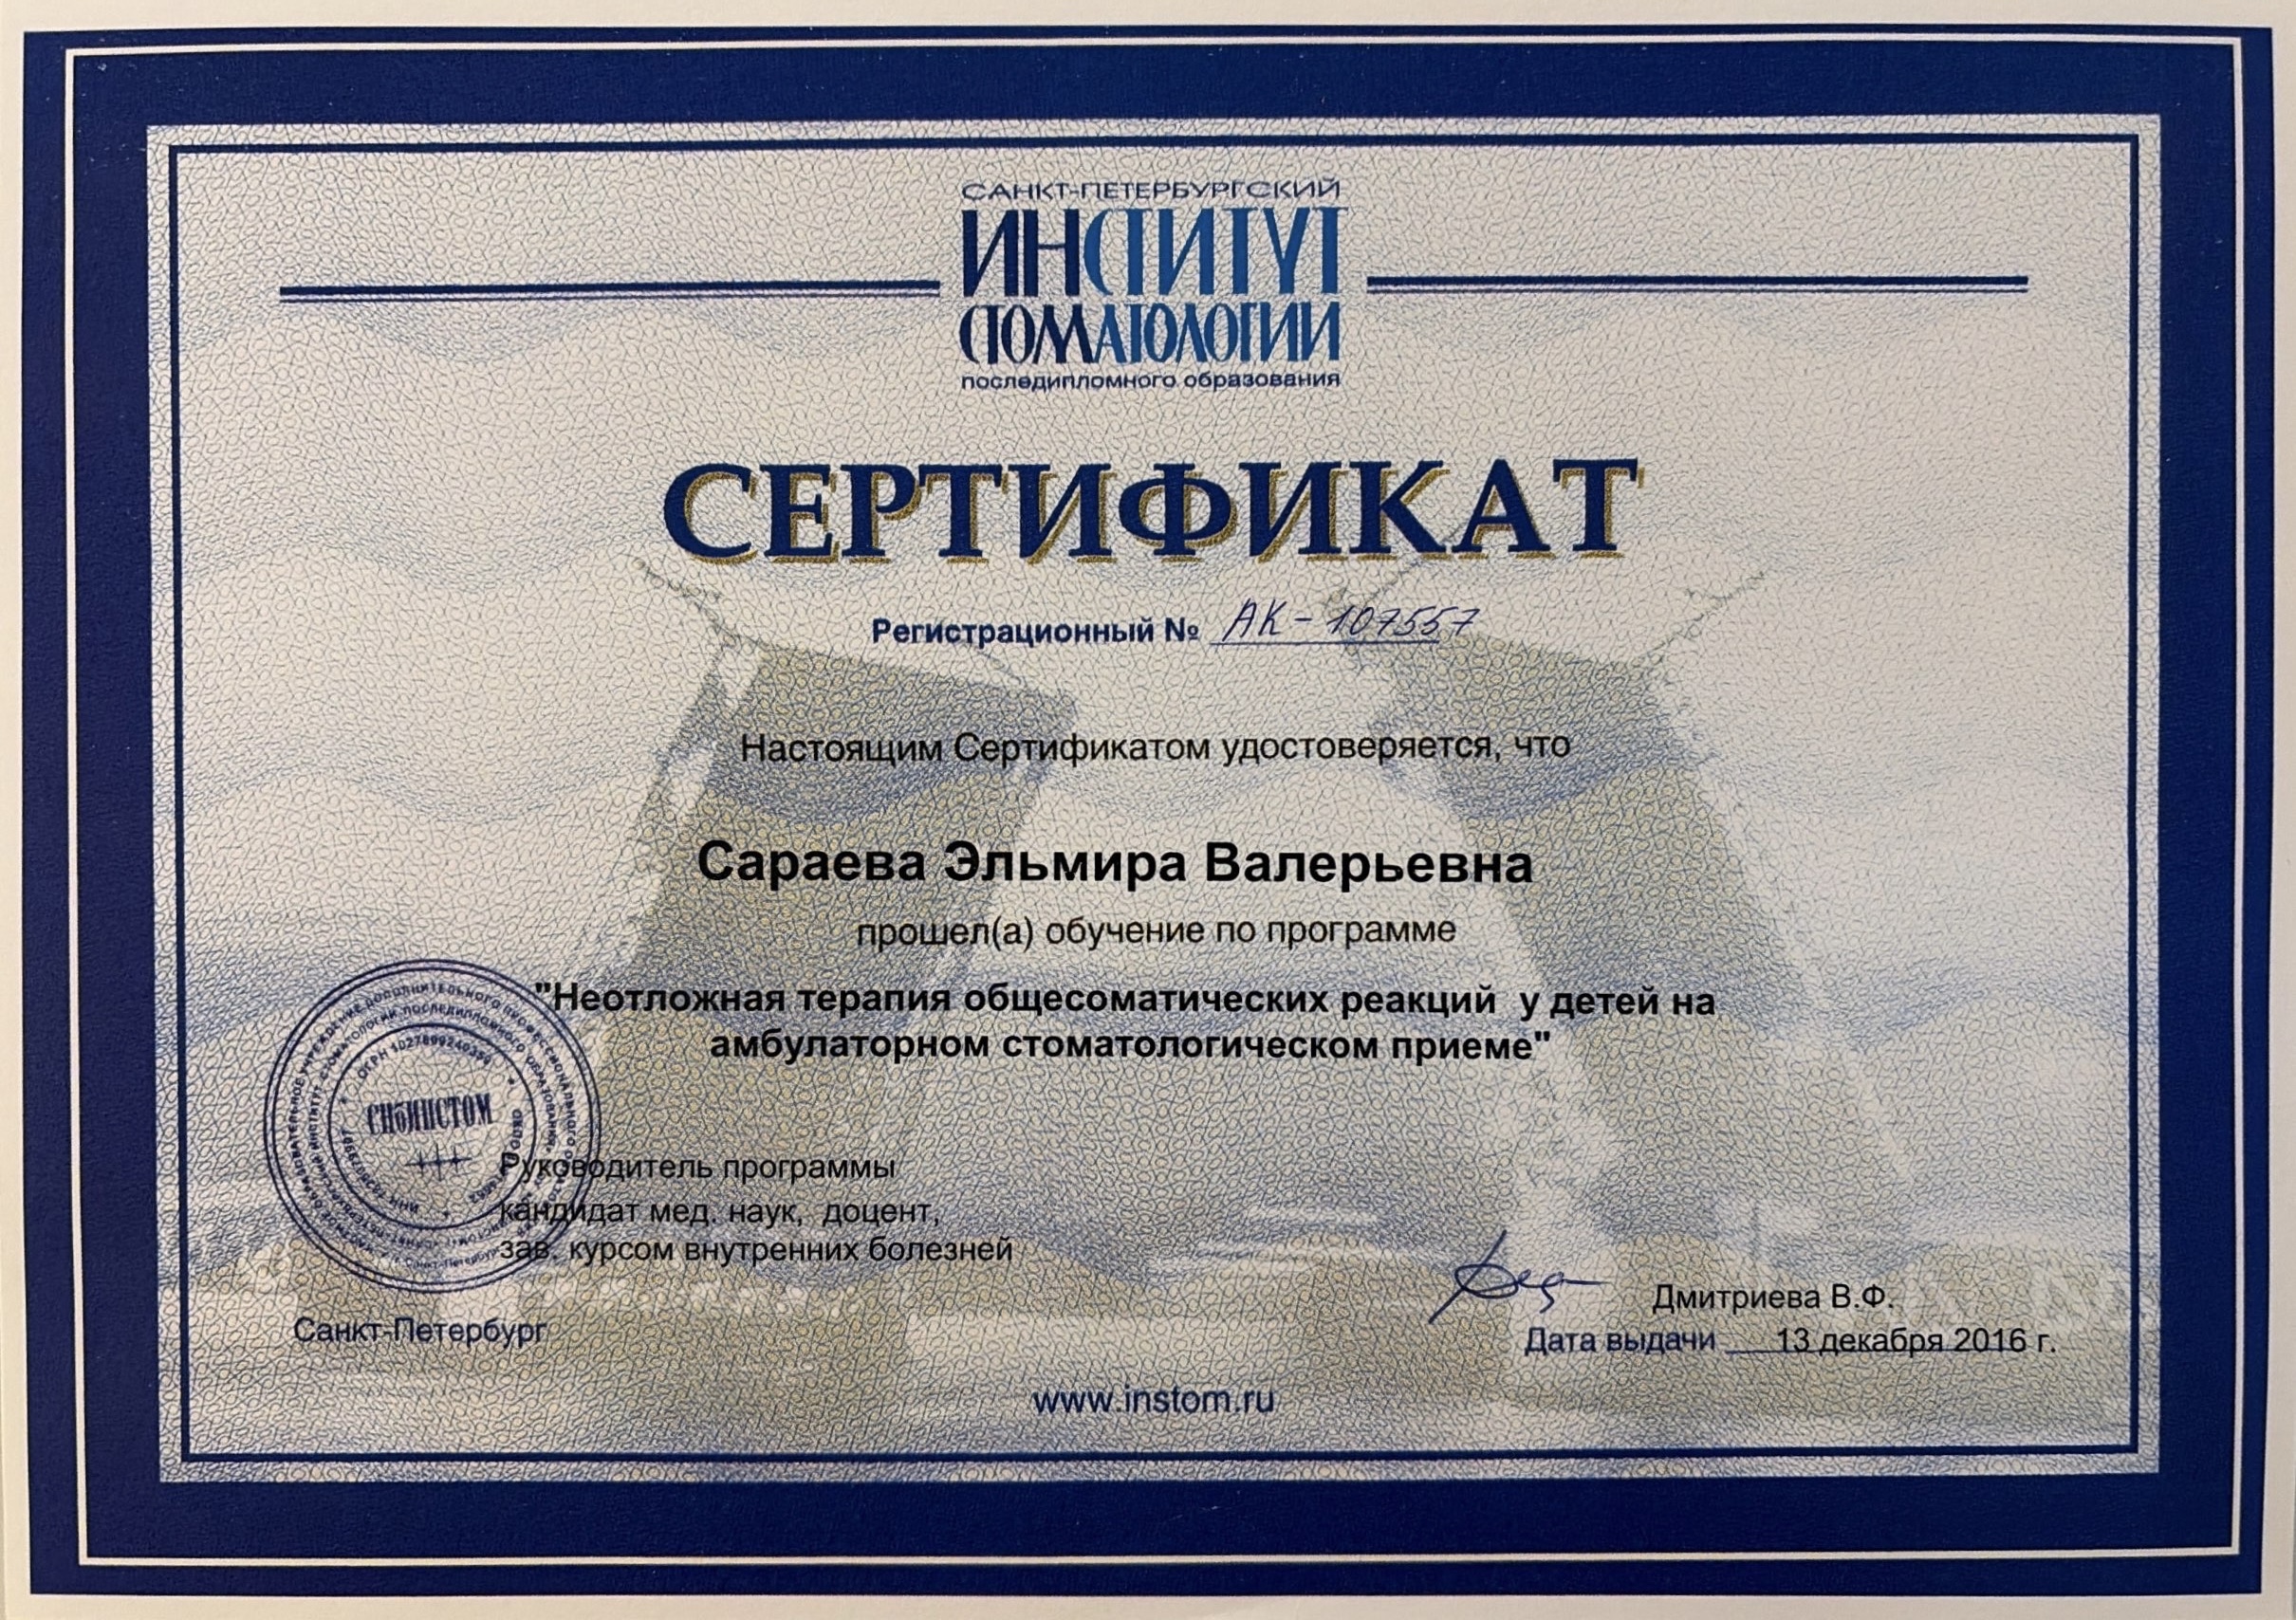 САНКТ-ПЕТЕРБУРГСКИЙ
ИНСТИТУТ
СТОМАТОЛОГИИ
последипломного образования
СЕРТИФИКАТ
Регистрационный № АК-107557
Настоящим Сертификатом удостоверяется, что
Сараева Эльмира Валерьевна
прошел(а) обучение по программе
"Неотложная терапия общесоматических реакций у детей на
амбулаторном стоматологическом приеме"
СПбИНСТОМ
Руководитель программы
кандидат мед. наук, доцент,
зав. курсом внутренних болезней
Дмитриева В.Ф.
Санкт-Петербург
Дата выдачи 13 декабря 2016 г.
www.instom.ru